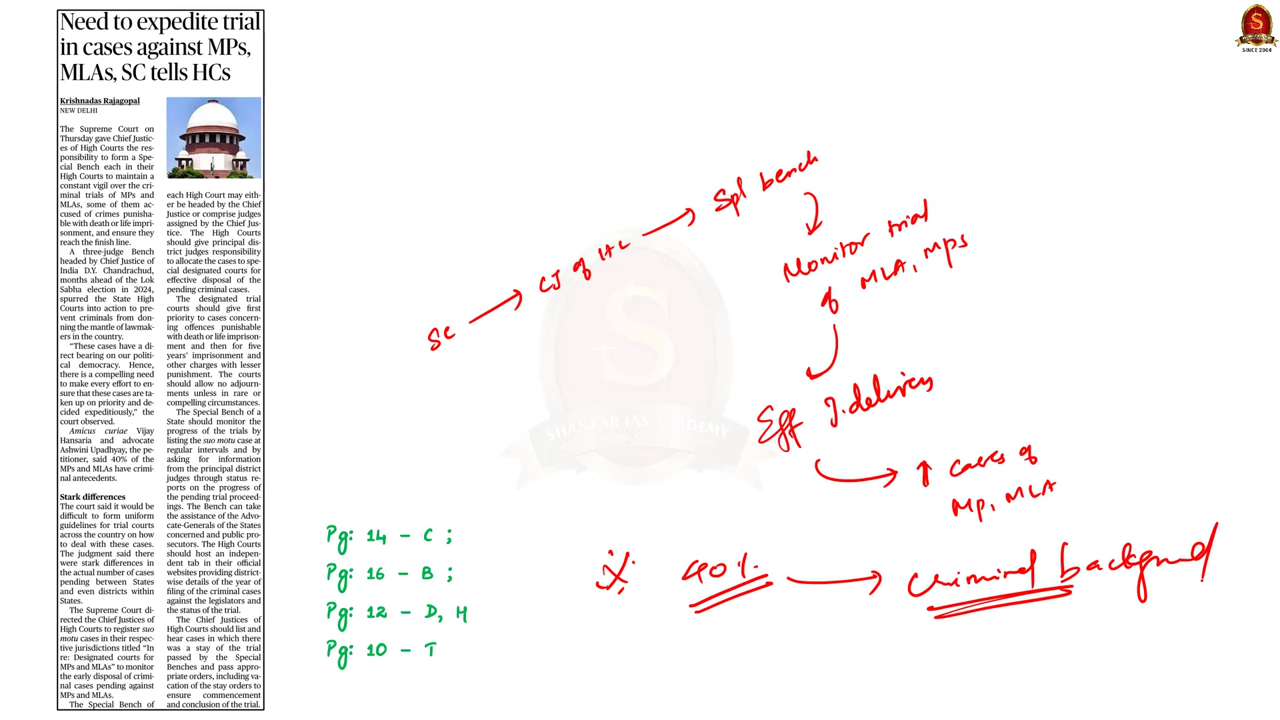 Need to expedite trial
in cases against MPs,
MLAs, SC tells HCs
Krishnadas Rajagopal
NEW DELHI
The Supreme Court on
Thursday gave Chief Justic-
es of High Courts the re-
sponsibility to form a Spe-
cial Bench each in their
High Courts to maintain a
constant vigil over the cri-
minal trials of MPs and
MLAs, some of them ac-
cused of crimes punisha-
ble with death or life impri-
sonment, and ensure they
reach the finish line.
A three-judge Bench
headed by Chief Justice of
India D.Y. Chandrachud,
months ahead of the Lok
Sabha election in 2024,
spurred the State High
Courts into action to pre-
vent criminals from don-
ning the mantle of lawmak-
ers in the country.
"These cases have a di-
rect bearing on our politi-
cal democracy. Hence,
there is a compelling need
to make every effort to en-
sure that these cases are ta-
ken up on priority and de-
cided expeditiously," the
court observed.
Amicus curiae Vijay
Hansaria and advocate
Ashwini Upadhyay, the pe-
titioner, said 40% of the
MPs and MLAs have crimi-
nal antecedents.
Stark differences
The court said it would be
difficult to form uniform
guidelines for trial courts
across the country on how
to deal with these cases.
The judgment said there
were stark differences in
the actual number of cases
pending between States
and even districts within
States.
The Supreme Court di-
rected the Chief Justices of
High Courts to register suo
motu cases in their respec-
tive jurisdictions titled "In
re: Designated courts for
MPs and MLAs" to monitor
the early disposal of crimi-
nal cases pending against
MPs and MLAs.
The Special Bench of
each High Court may eith-
er be headed by the Chief
Justice or comprise judges
assigned by the Chief Jus-
tice. The High Courts
should give principal dis-
trict judges responsibility
to allocate the cases to spe-
cial designated courts for
effective disposal of the
pending criminal cases.
The designated trial
courts should give first
priority to cases concern-
ing offences punishable
with death or life imprison-
ment and then for five
years' imprisonment and
other charges with lesser
punishment. The courts
should allow no adjourn-
ments unless in rare or
compelling circumstances.
The Special Bench of a
State should monitor the
progress of the trials by
listing the suo motu case at
regular intervals and by
asking for information
from the principal district
judges through status re-
ports on the progress of
the pending trial proceed-
ings. The Bench can take
the assistance of the Advo-
cate-Generals of the States
concerned and public pro-
secutors. The High Courts
should host an indepen-
dent tab in their official
websites providing district-
wise details of the year of
filing of the criminal cases
against the legislators and
the status of the trial.
The Chief Justices of
High Courts should list and
hear cases in which there
was a stay of the trial
passed by the Special
Benches and pass appro-
priate orders, including va-
cation of the stay orders to
ensure commencement
and conclusion of the trial.
SC → CJ of HC → Spl bench
Monitor trial
of MLA, MPs
Eff J.delivery
↑ Cases of
MP, MLA
40% → Criminal background
Pg: 14 - C ;
Pg: 16 - B ;
Pg: 12 - D, H
Pg: 10 - T
S
SHANKAR IAS ACADEMY
S
SINCE 2004